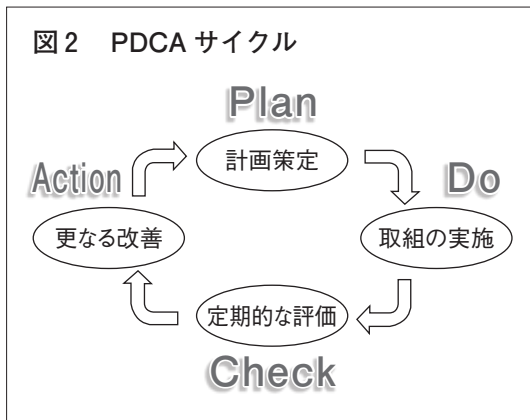 図2 PDCA サイクル
Plan
計画策定
Action
Do
更なる改善
取組の実施
定期的な評価
Check